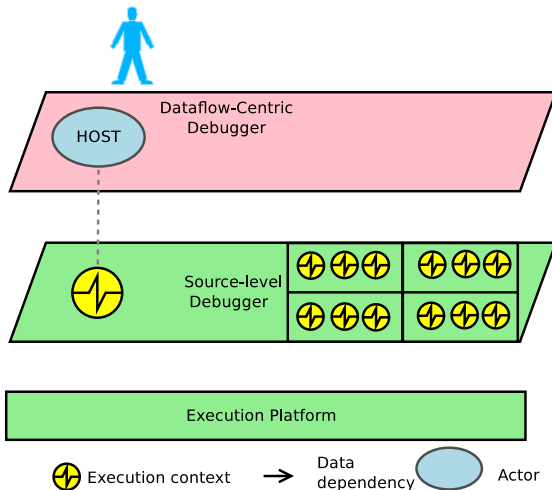 Dataflow-Centric
Debugger
HOST
Source-level
Debugger
Execution Platform
Execution context
Data
dependency
Actor